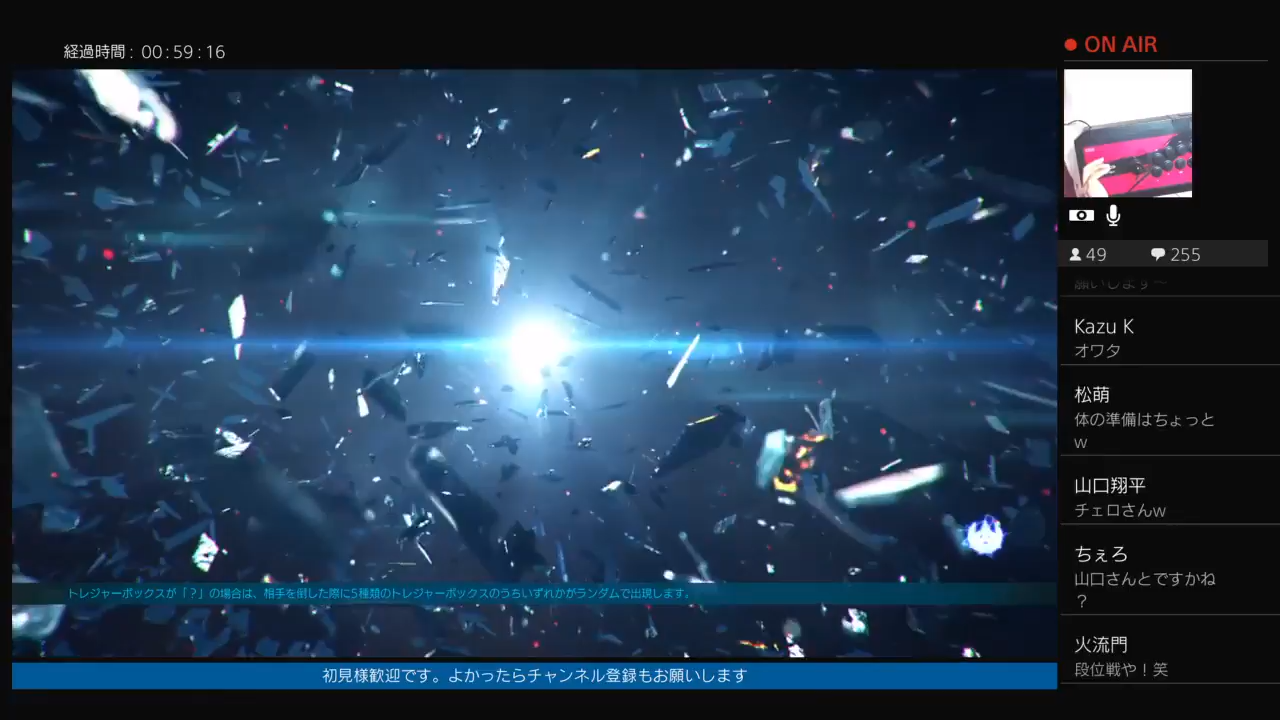 経過時間: 00:59:16
ON AIR
49 255
願いします〜
Kazu K
オワタ
松萌
体の準備はちょっと
w
山口翔平
チェロさんw
ちぇろ
山口さんとですかね
?
火流門
段位戦や!笑
トレジャーボックスが「?」の場合は、相手を倒した際に5種類のトレジャーボックスのうちいずれかがランダムで出現します。
初見様歓迎です。よかったらチャンネル登録もお願いします